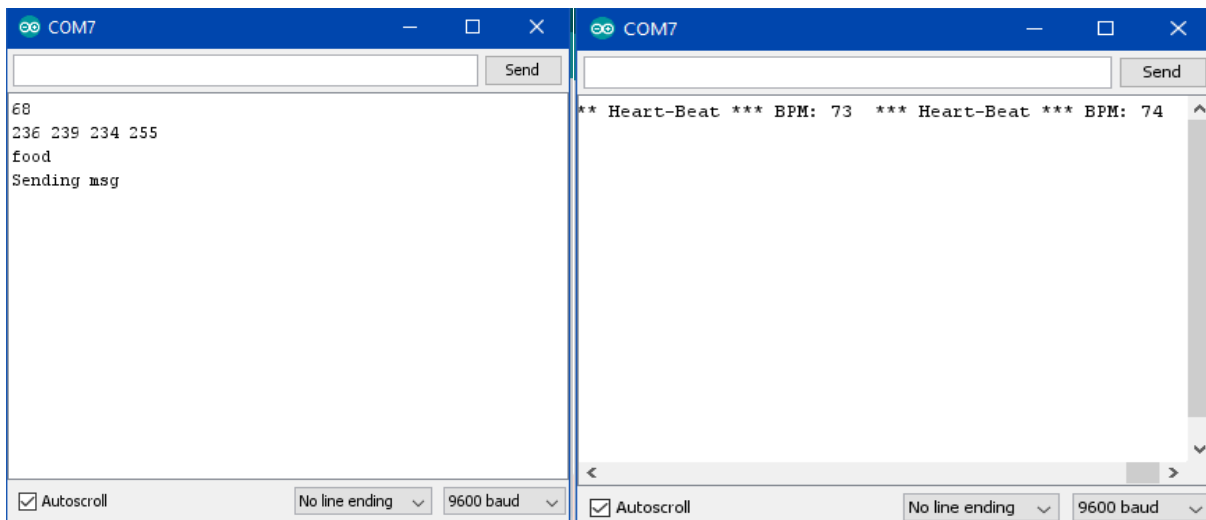 COM7
Send
68
236 239 234 255
food
Sending msg
Autoscroll
No line ending
9600 baud
COM7
Send
** Heart-Beat *** BPM: 73 *** Heart-Beat *** BPM: 74
Autoscroll
No line ending
9600 baud